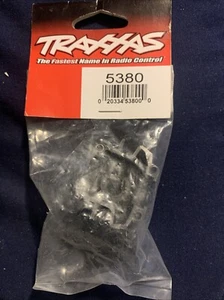 TRAXXAS
The Fastest Name In Radio Control
5380
0 20334 53800 0